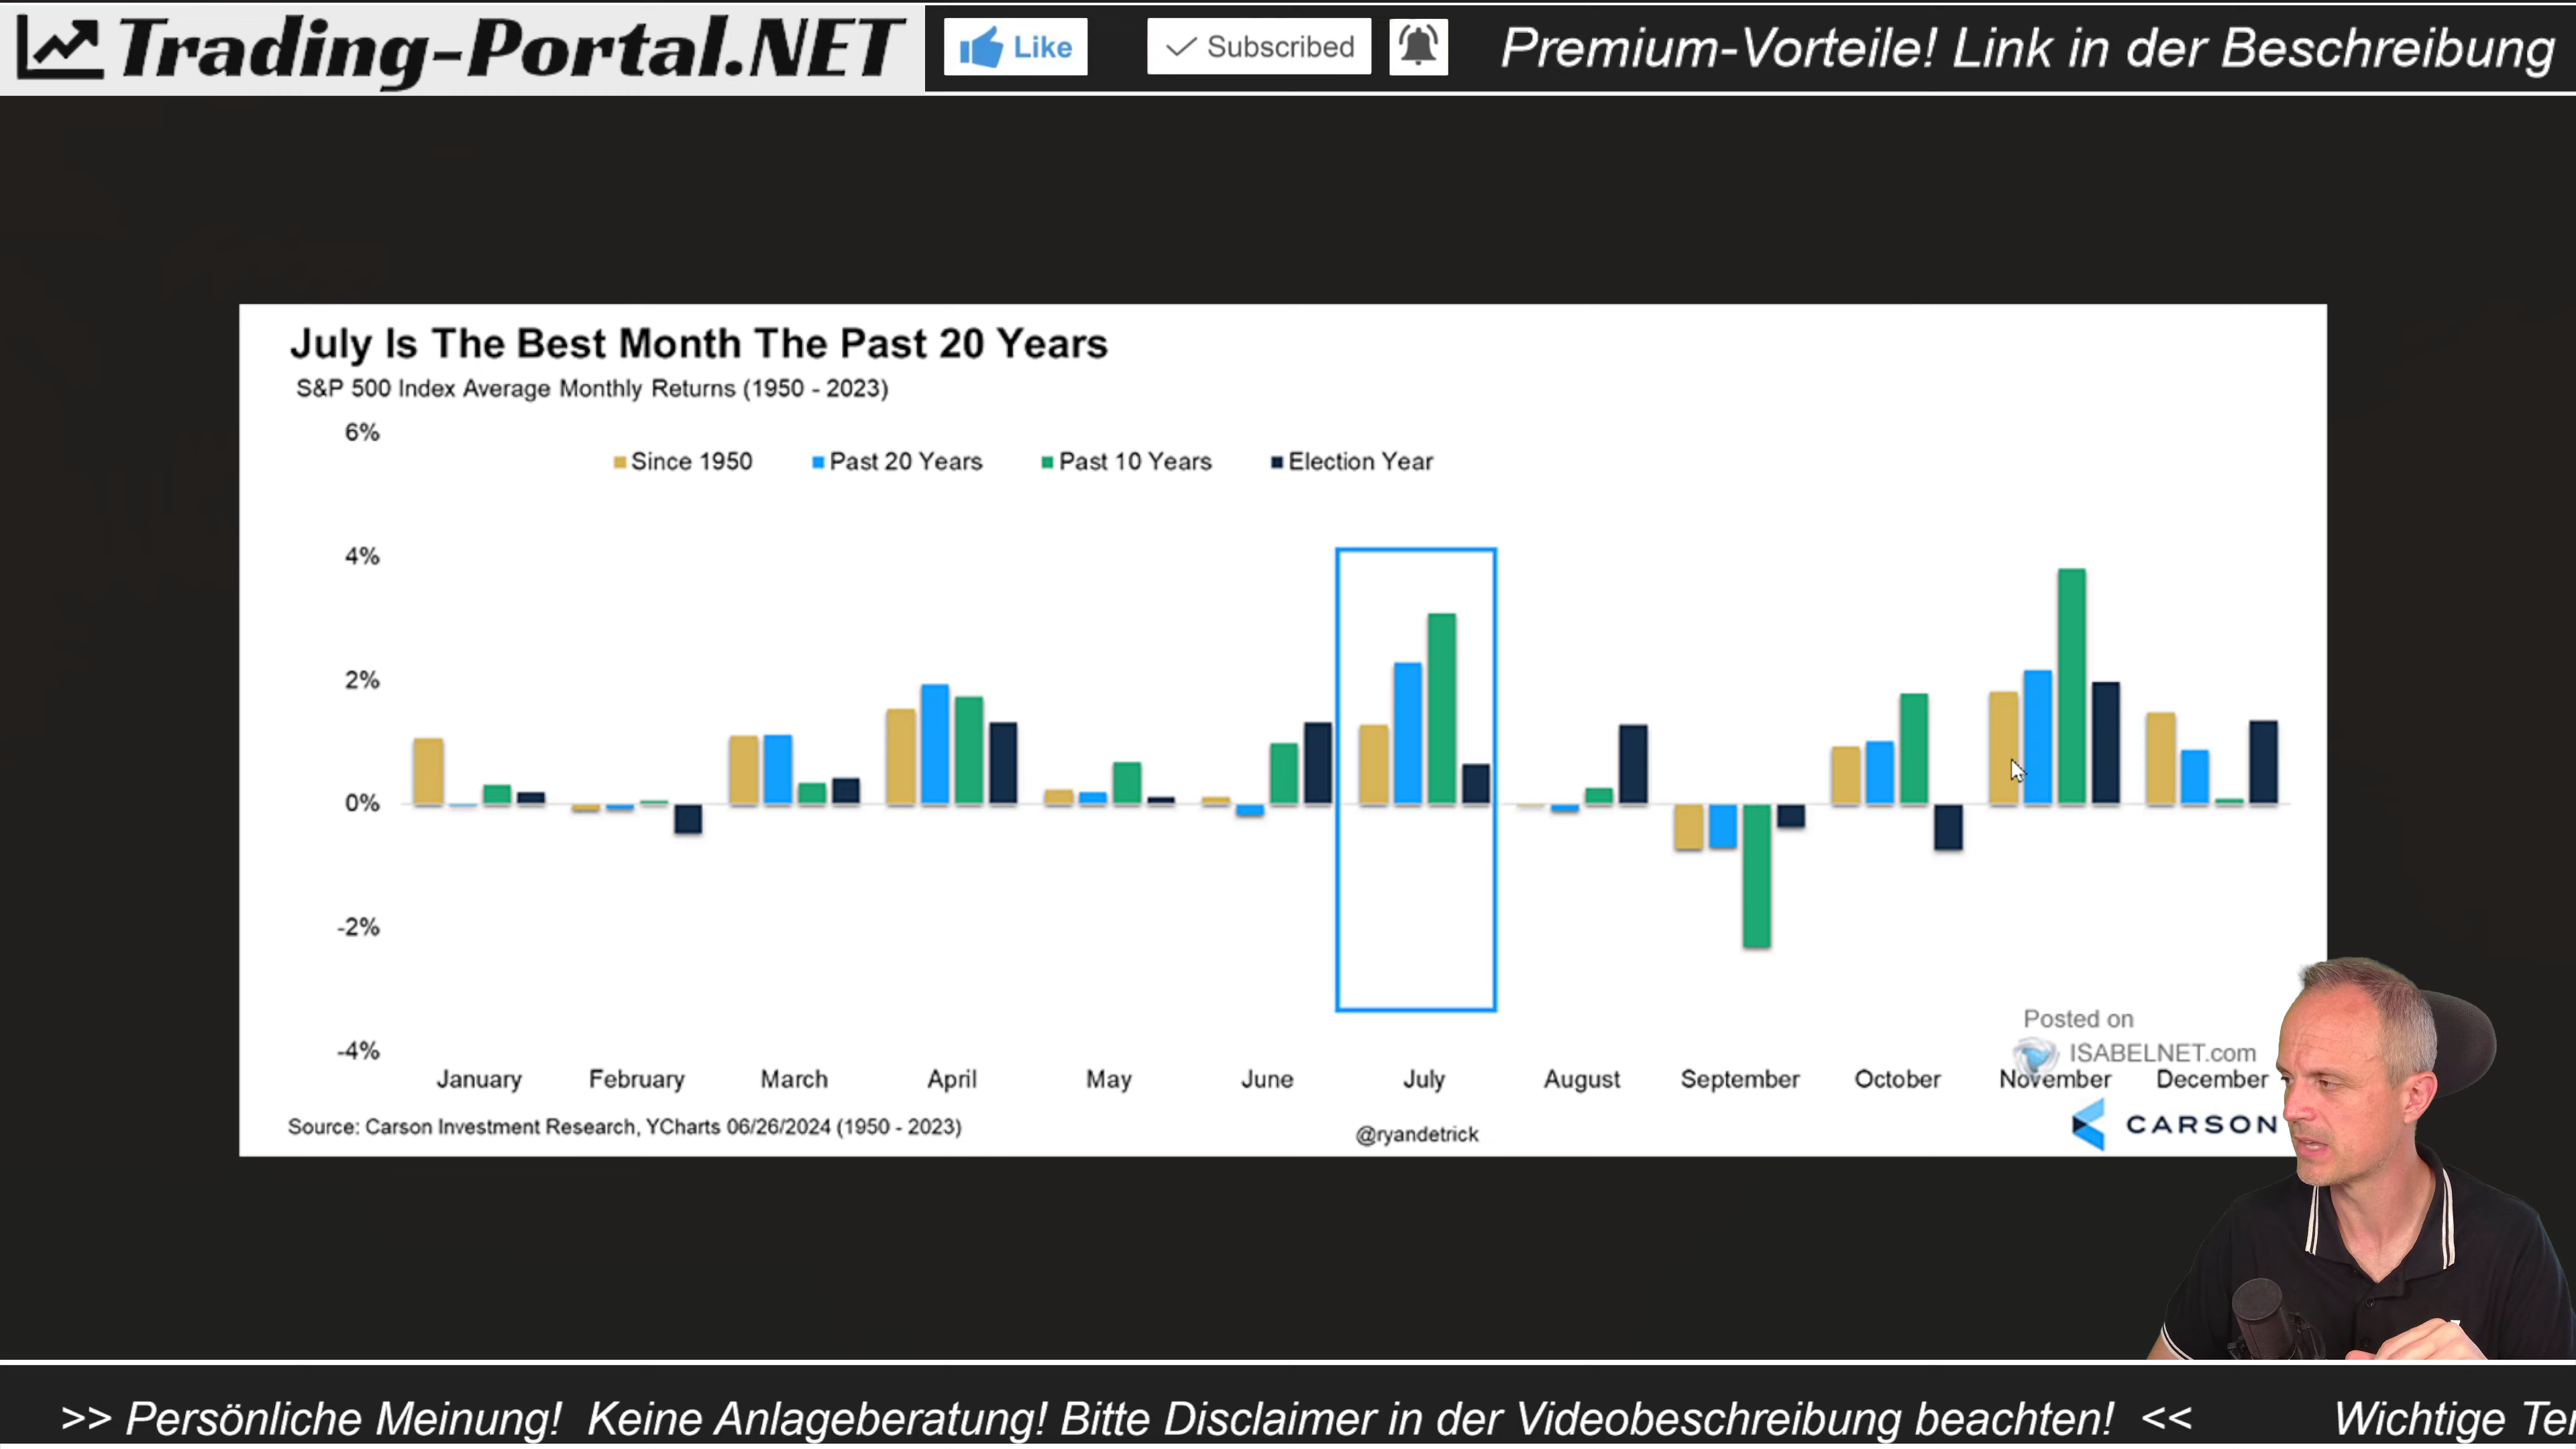 Trading-Portal.NET
Like
Subscribed
Premium-Vorteile! Link in der Beschreibung
July Is The Best Month The Past 20 Years
S&P 500 Index Average Monthly Returns (1950 - 2023)
6%
Since 1950 Past 20 Years Past 10 Years Election Year
4%
2%
0%
-2%
-4%
January February March April May June July August September October November December
Posted on
ISABELNET.com
Source: Carson Investment Research, YCharts 06/26/2024 (1950 - 2023)
@ryandetrick
CARSON
>> Persönliche Meinung! Keine Anlageberatung! Bitte Disclaimer in der Videobeschreibung beachten! <<
Wichtige